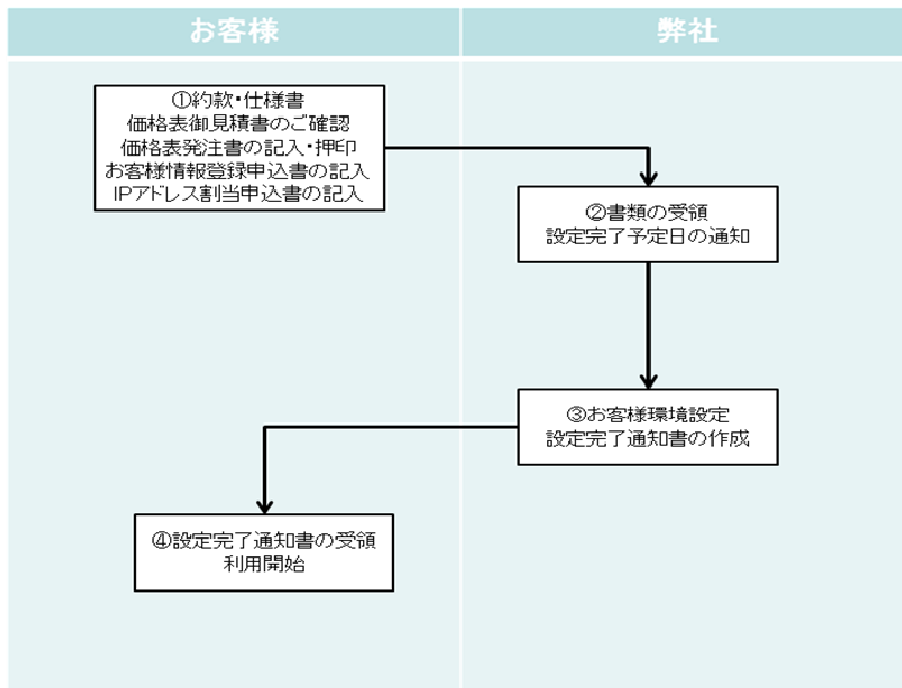 お客様
弊社
①約款・仕様書
価格表御見積書のご確認
価格表発注書の記入・押印
お客様情報登録申込書の記入
IPアドレス割当申込書の記入
②書類の受領
設定完了予定日の通知
③お客様環境設定
設定完了通知書の作成
④設定完了通知書の受領
利用開始